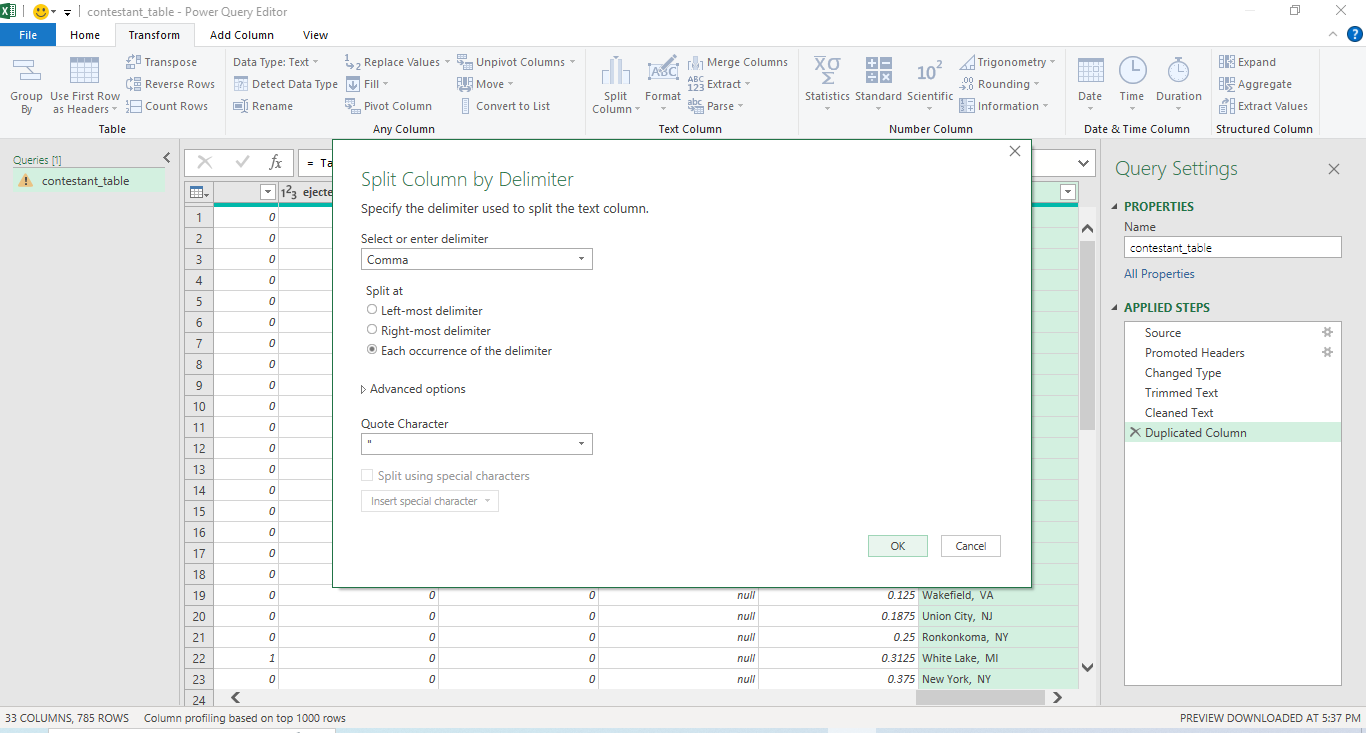 contestant_table - Power Query Editor
File Home Transform Add Column View
Group By
Use First Row as Headers
Transpose
Reverse Rows
Count Rows
Table
Data Type: Text
Detect Data Type
Rename
Replace Values
Fill
Pivot Column
Unpivot Columns
Move
Convert to List
Any Column
Split Column
Format
Merge Columns
Extract
Parse
Text Column
Statistics
Standard
Scientific
Trigonometry
Rounding
Information
Number Column
Date
Time
Duration
Date & Time Column
Expand
Aggregate
Extract Values
Structured Column
Queries [1]
contestant_table
fx = Ta
1²3 ejecte
1 0
2 0
3 0
4 0
5 0
6 0
7 0
8 0
9 0
10 0
11 0
12 0
13 0
14 0
15 0
16 0
17 0
18 0
19 0 0 0 null 0.125 Wakefield, VA
20 0 0 0 null 0.1875 Union City, NJ
21 0 0 0 null 0.25 Ronkonkoma, NY
22 1 0 0 null 0.3125 White Lake, MI
23 0 0 0 null 0.375 New York, NY
24
Split Column by Delimiter
Specify the delimiter used to split the text column.
Select or enter delimiter
Comma
Split at
Left-most delimiter
Right-most delimiter
Each occurrence of the delimiter
Advanced options
Quote Character
"
Split using special characters
Insert special character
OK Cancel
Query Settings
PROPERTIES
Name
contestant_table
All Properties
APPLIED STEPS
Source
Promoted Headers
Changed Type
Trimmed Text
Cleaned Text
Duplicated Column
33 COLUMNS, 785 ROWS Column profiling based on top 1000 rows PREVIEW DOWNLOADED AT 5:37 PM